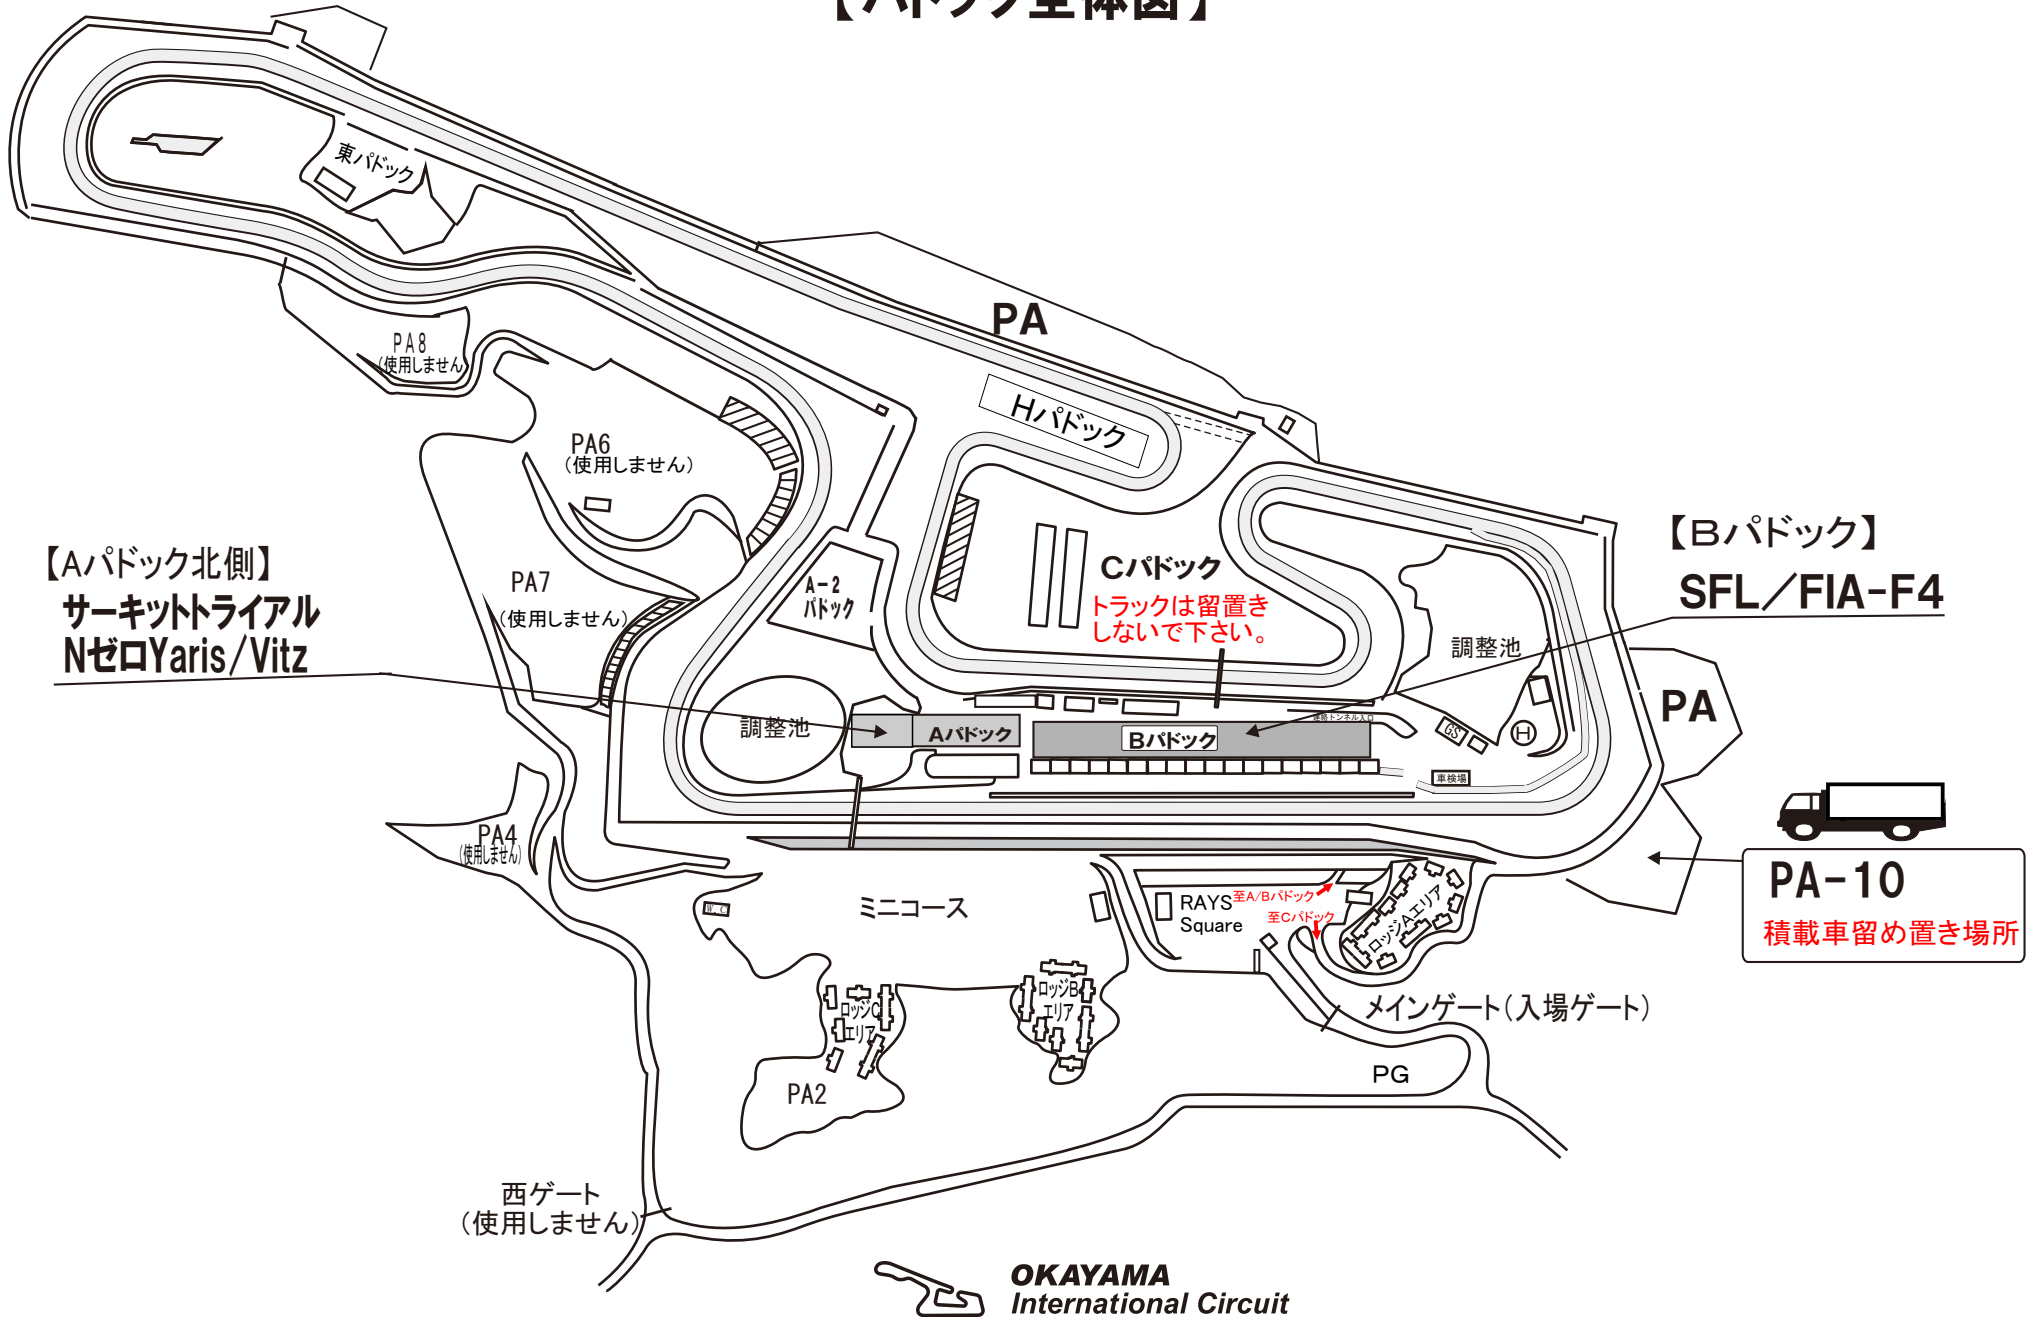 【パドック全体図】
東パドック
PA
PA8
(使用しません
Hパドック
PA6
(使用しません)
【Bパドック】
SFL/FIA-F4
【Aパドック北側】
サーキットトライアル
NゼロYaris/Vitz
PA7
(使用しません)
A-2
パドック
Cパドック
トラックは留置き
しないで下さい。
調整池
PA
調整池
Aパドック
Bパドック
連絡トンネル入口
GS
H
車検場
PA4
(使用しません)
PA-10
積載車留め置き場所
W.C
ミニコース
RAYS
Square
至A/Bパドック
至Cパドック
ロッジAエリア
ロッジC
エリア
ロッジB
エリア
メインゲート(入場ゲート)
PG
PA2
西ゲート
(使用しません)
OKAYAMA
International Circuit